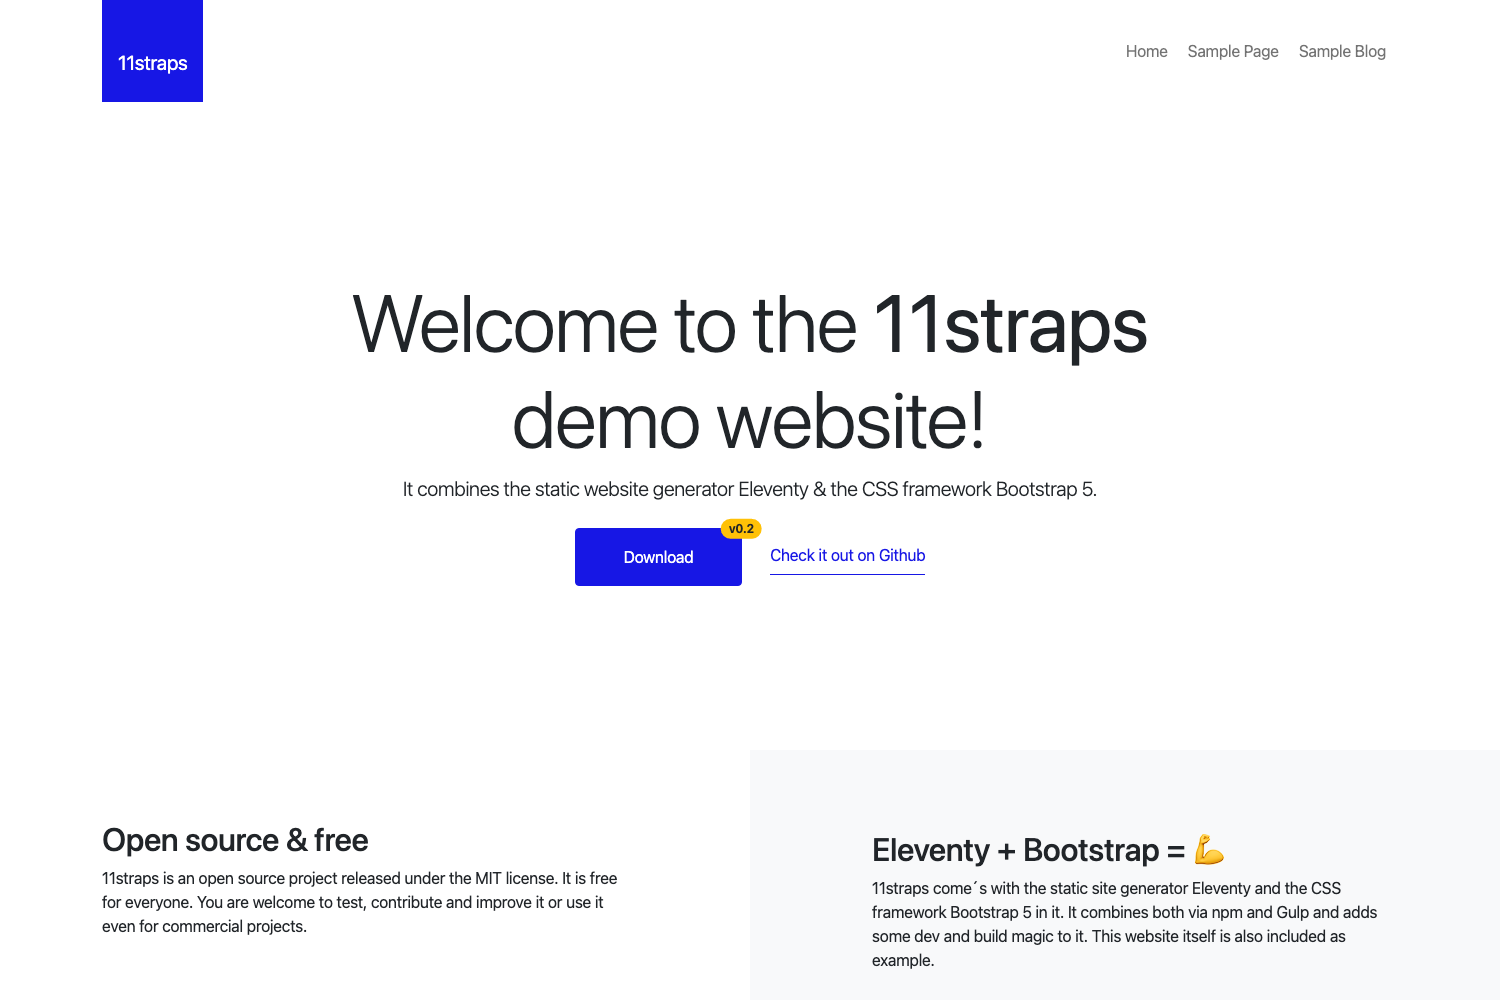 11straps
Home Sample Page Sample Blog
Welcome to the 11straps
demo website!
It combines the static website generator Eleventy & the CSS framework Bootstrap 5.
v0.2
Download
Check it out on Github
Open source & free
11straps is an open source project released under the MIT license. It is free
for everyone. You are welcome to test, contribute and improve it or use it
even for commercial projects.
Eleventy + Bootstrap = 💪
11straps come´s with the static site generator Eleventy and the CSS
framework Bootstrap 5 in it. It combines both via npm and Gulp and adds
some dev and build magic to it. This website itself is also included as
example.